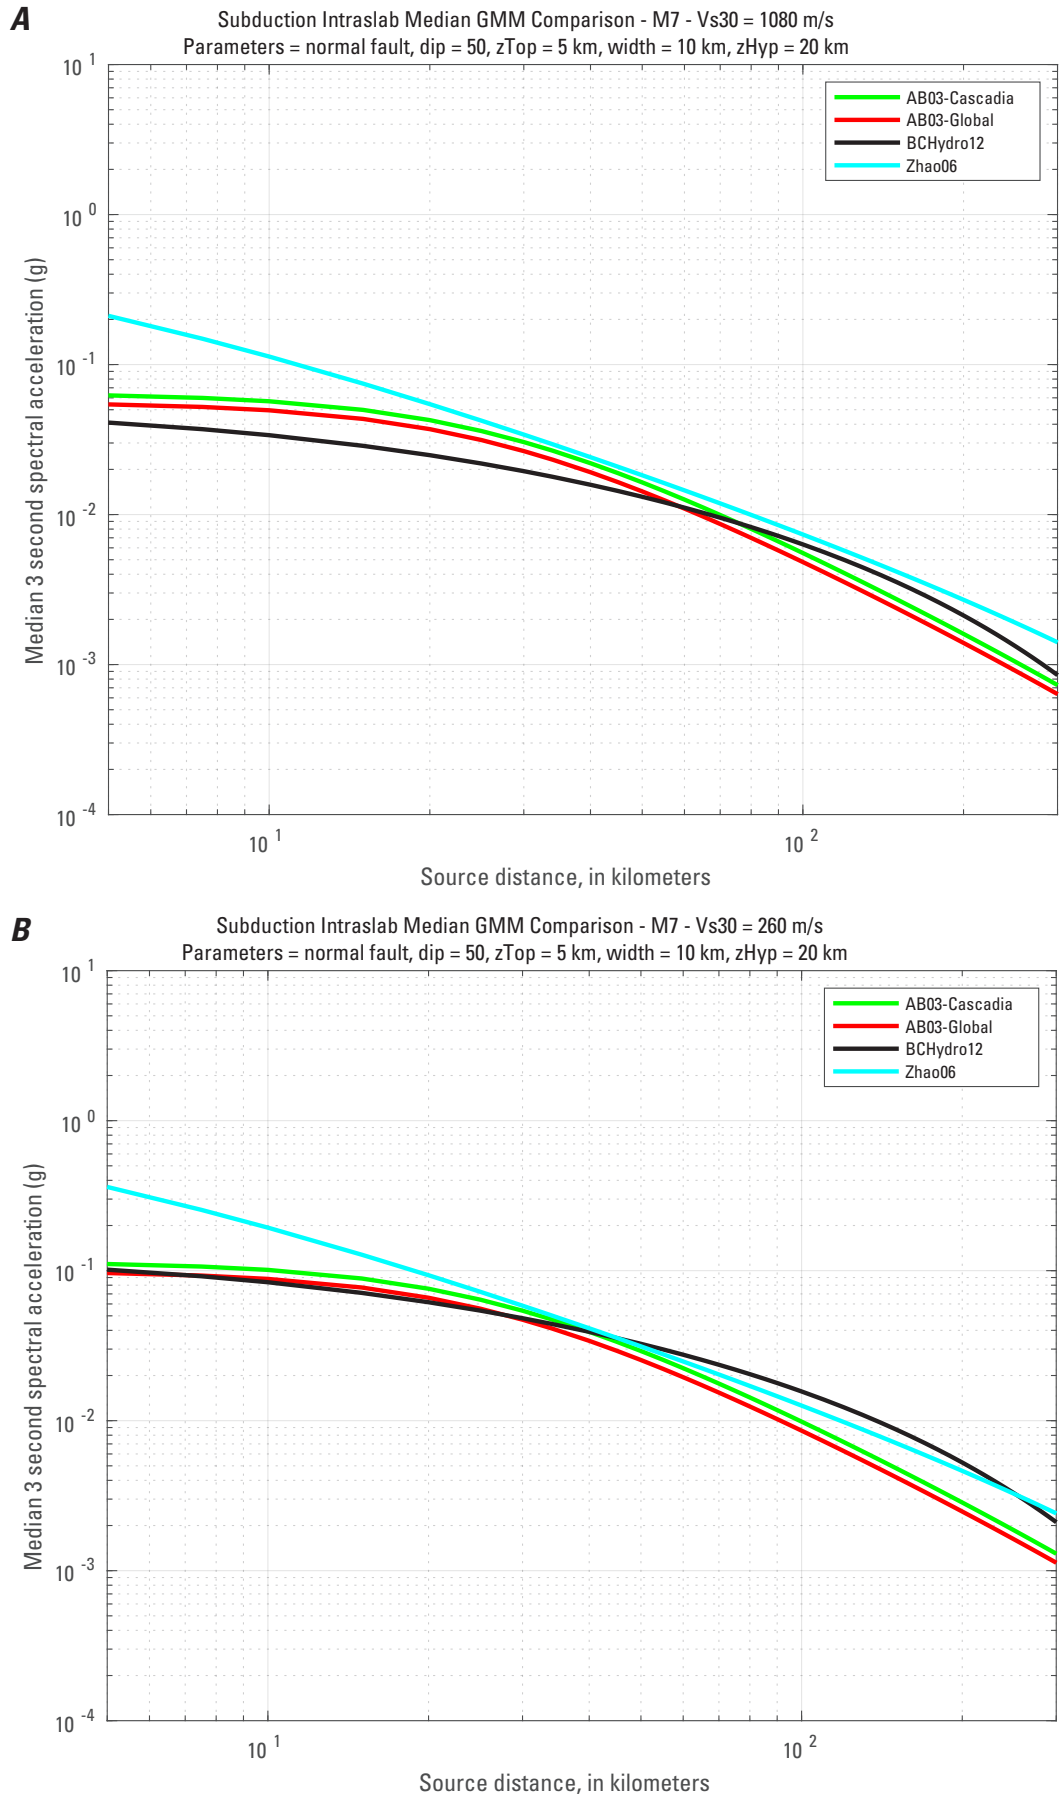 A
Subduction Intraslab Median GMM Comparison - M7 - Vs30 = 1080 m/s
Parameters = normal fault, dip = 50, zTop = 5 km, width = 10 km, zHyp = 20 km
AB03-Cascadia
AB03-Global
BCHydro12
Zhao06
Median 3 second spectral acceleration (g)
10 1
10 0
10 -1
10 -2
10 -3
10 -4
10 1
10 2
Source distance, in kilometers
B
Subduction Intraslab Median GMM Comparison - M7 - Vs30 = 260 m/s
Parameters = normal fault, dip = 50, zTop = 5 km, width = 10 km, zHyp = 20 km
AB03-Cascadia
AB03-Global
BCHydro12
Zhao06
Median 3 second spectral acceleration (g)
10 1
10 0
10 -1
10 -2
10 -3
10 -4
10 1
10 2
Source distance, in kilometers